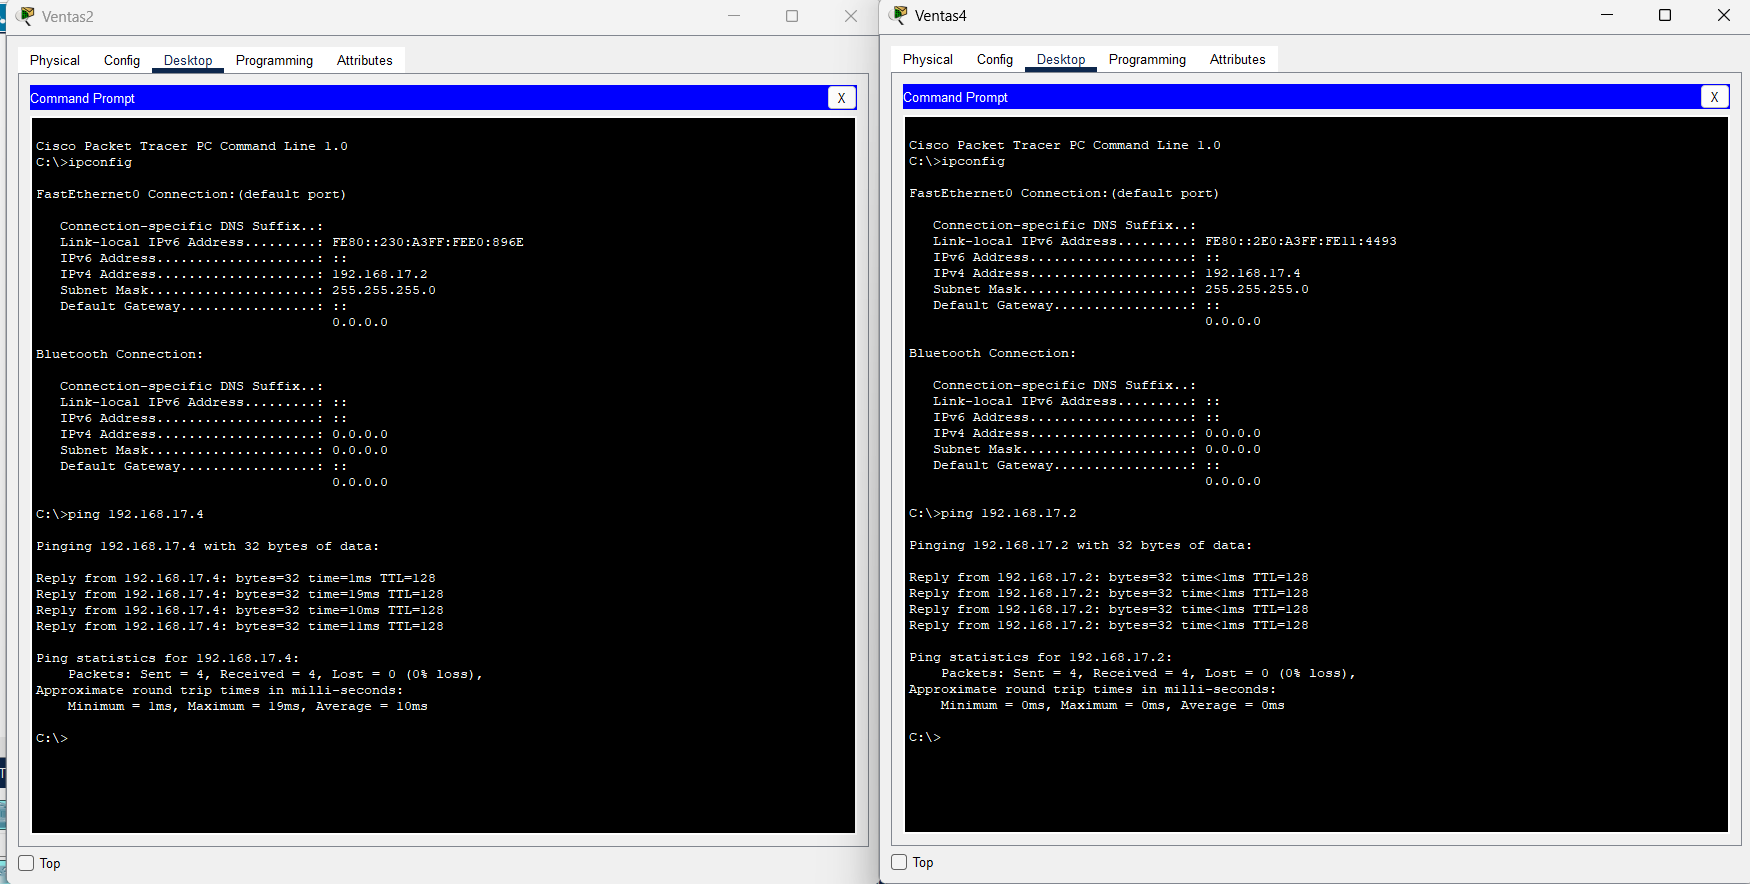 Ventas2
Physical Config Desktop Programming Attributes
Command Prompt
X
Cisco Packet Tracer PC Command Line 1.0
C:\>ipconfig
FastEthernet0 Connection:(default port)
Connection-specific DNS Suffix..:
Link-local IPv6 Address.........: FE80::230:A3FF:FEE0:896E
IPv6 Address....................: ::
IPv4 Address....................: 192.168.17.2
Subnet Mask.....................: 255.255.255.0
Default Gateway.................: ::
0.0.0.0
Bluetooth Connection:
Connection-specific DNS Suffix..:
Link-local IPv6 Address.........: ::
IPv6 Address....................: ::
IPv4 Address....................: 0.0.0.0
Subnet Mask.....................: 0.0.0.0
Default Gateway.................: ::
0.0.0.0
C:\>ping 192.168.17.4
Pinging 192.168.17.4 with 32 bytes of data:
Reply from 192.168.17.4: bytes=32 time=1ms TTL=128
Reply from 192.168.17.4: bytes=32 time=19ms TTL=128
Reply from 192.168.17.4: bytes=32 time=10ms TTL=128
Reply from 192.168.17.4: bytes=32 time=11ms TTL=128
Ping statistics for 192.168.17.4:
Packets: Sent = 4, Received = 4, Lost = 0 (0% loss),
Approximate round trip times in milli-seconds:
Minimum = 1ms, Maximum = 19ms, Average = 10ms
C:\>
Top
Ventas4
Physical Config Desktop Programming Attributes
Command Prompt
X
Cisco Packet Tracer PC Command Line 1.0
C:\>ipconfig
FastEthernet0 Connection:(default port)
Connection-specific DNS Suffix..:
Link-local IPv6 Address.........: FE80::2E0:A3FF:FE11:4493
IPv6 Address....................: ::
IPv4 Address....................: 192.168.17.4
Subnet Mask.....................: 255.255.255.0
Default Gateway.................: ::
0.0.0.0
Bluetooth Connection:
Connection-specific DNS Suffix..:
Link-local IPv6 Address.........: ::
IPv6 Address....................: ::
IPv4 Address....................: 0.0.0.0
Subnet Mask.....................: 0.0.0.0
Default Gateway.................: ::
0.0.0.0
C:\>ping 192.168.17.2
Pinging 192.168.17.2 with 32 bytes of data:
Reply from 192.168.17.2: bytes=32 time<1ms TTL=128
Reply from 192.168.17.2: bytes=32 time<1ms TTL=128
Reply from 192.168.17.2: bytes=32 time<1ms TTL=128
Reply from 192.168.17.2: bytes=32 time<1ms TTL=128
Ping statistics for 192.168.17.2:
Packets: Sent = 4, Received = 4, Lost = 0 (0% loss),
Approximate round trip times in milli-seconds:
Minimum = 0ms, Maximum = 0ms, Average = 0ms
C:\>
Top